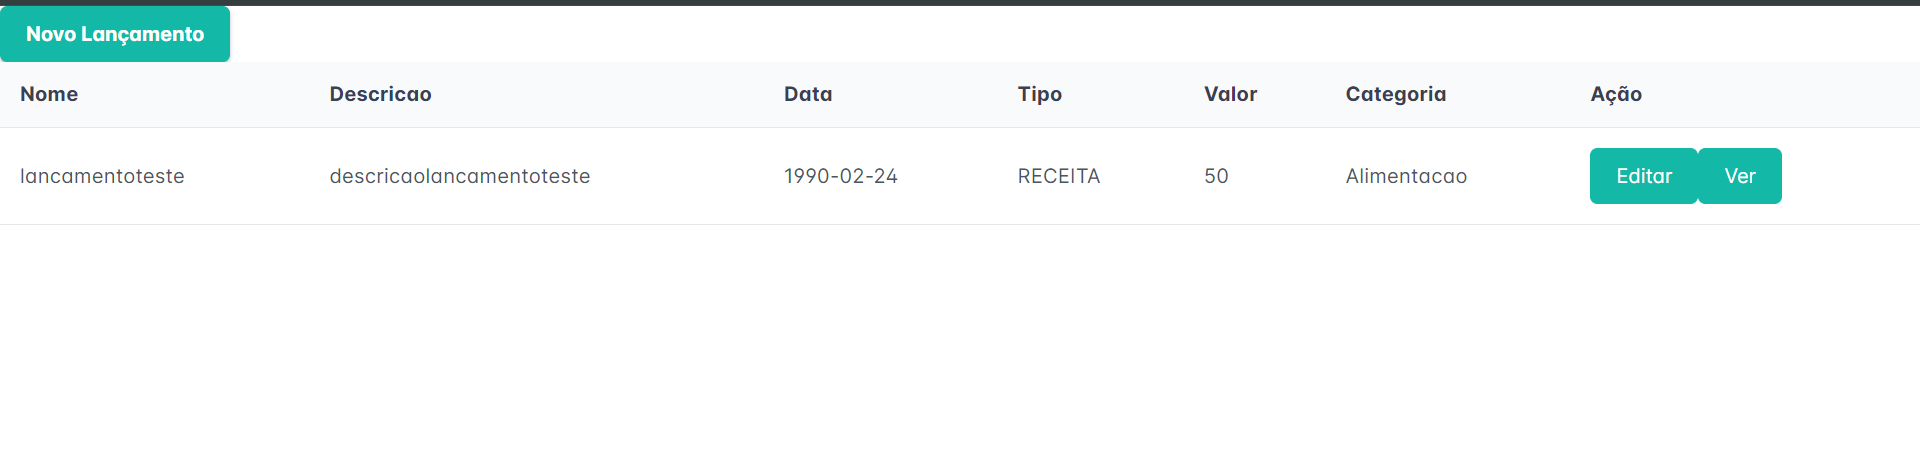 Novo Lançamento
Nome Descricao Data Tipo Valor Categoria Ação
lancamentoteste descricaolancamentoteste 1990-02-24 RECEITA 50 Alimentacao Editar Ver